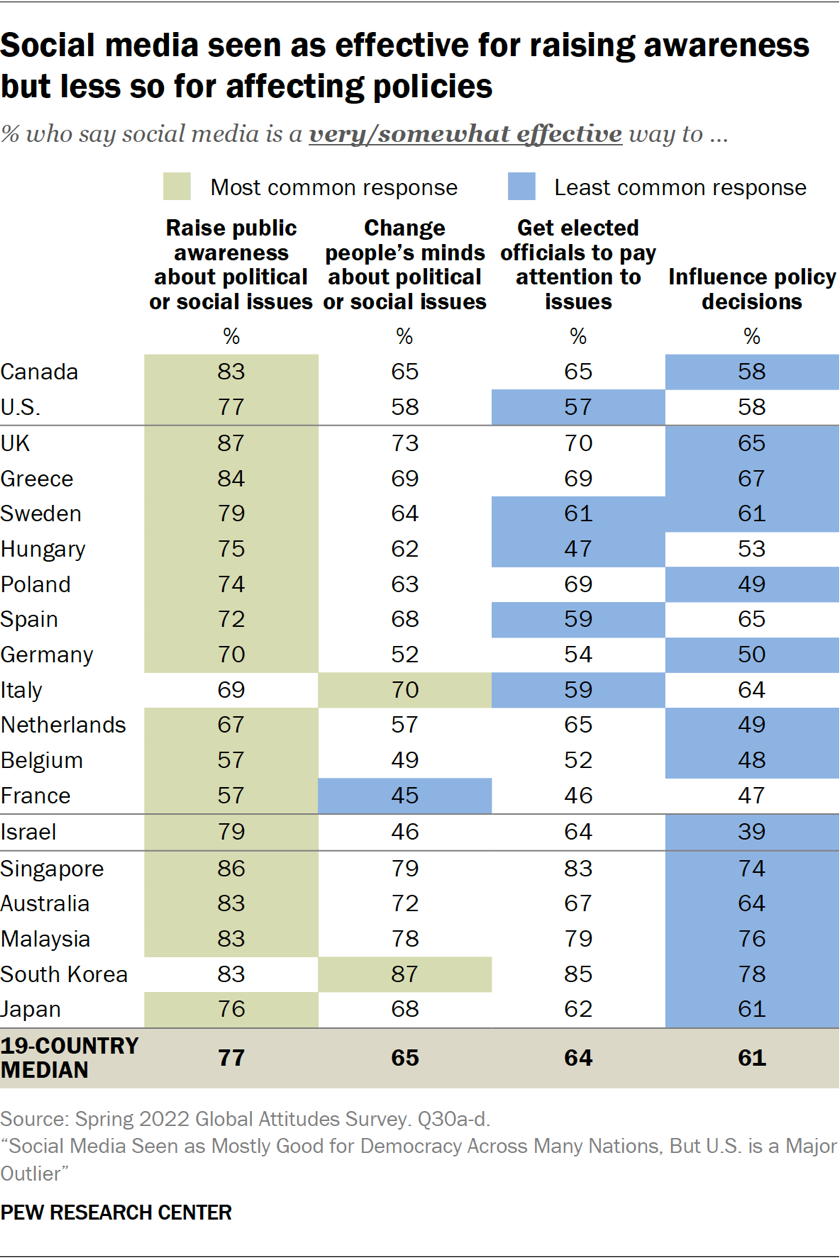 Social media seen as effective for raising awareness
but less so for affecting policies
% who say social media is a very/somewhat effective way to ...
Most common response Least common response
Raise public awareness about political or social issues
Change people's minds about political or social issues
Get elected officials to pay attention to issues
Influence policy decisions
% % % %
Canada 83 65 65 58
U.S. 77 58 57 58
UK 87 73 70 65
Greece 84 69 69 67
Sweden 79 64 61 61
Hungary 75 62 47 53
Poland 74 63 69 49
Spain 72 68 59 65
Germany 70 52 54 50
Italy 69 70 59 64
Netherlands 67 57 65 49
Belgium 57 49 52 48
France 57 45 46 47
Israel 79 46 64 39
Singapore 86 79 83 74
Australia 83 72 67 64
Malaysia 83 78 79 76
South Korea 83 87 85 78
Japan 76 68 62 61
19-COUNTRY
MEDIAN 77 65 64 61
Source: Spring 2022 Global Attitudes Survey. Q30a-d.
“Social Media Seen as Mostly Good for Democracy Across Many Nations, But U.S. is a Major
Outlier”
PEW RESEARCH CENTER